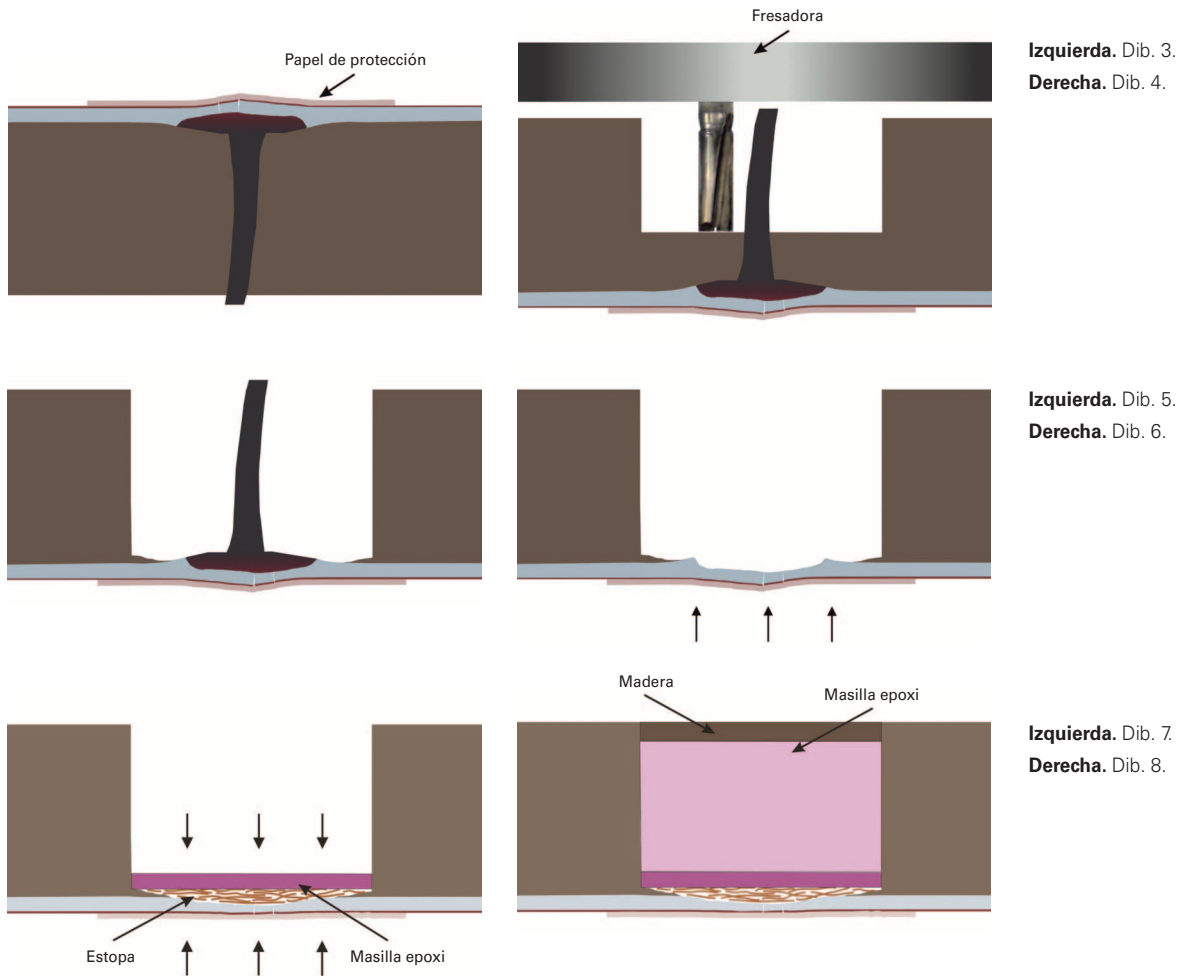 Fresadora
Papel de protección
Izquierda. Dib. 3.
Derecha. Dib. 4.
Izquierda. Dib. 5.
Derecha. Dib. 6.
Madera
Masilla epoxi
Izquierda. Dib. 7.
Derecha. Dib. 8.
Estopa
Masilla epoxi